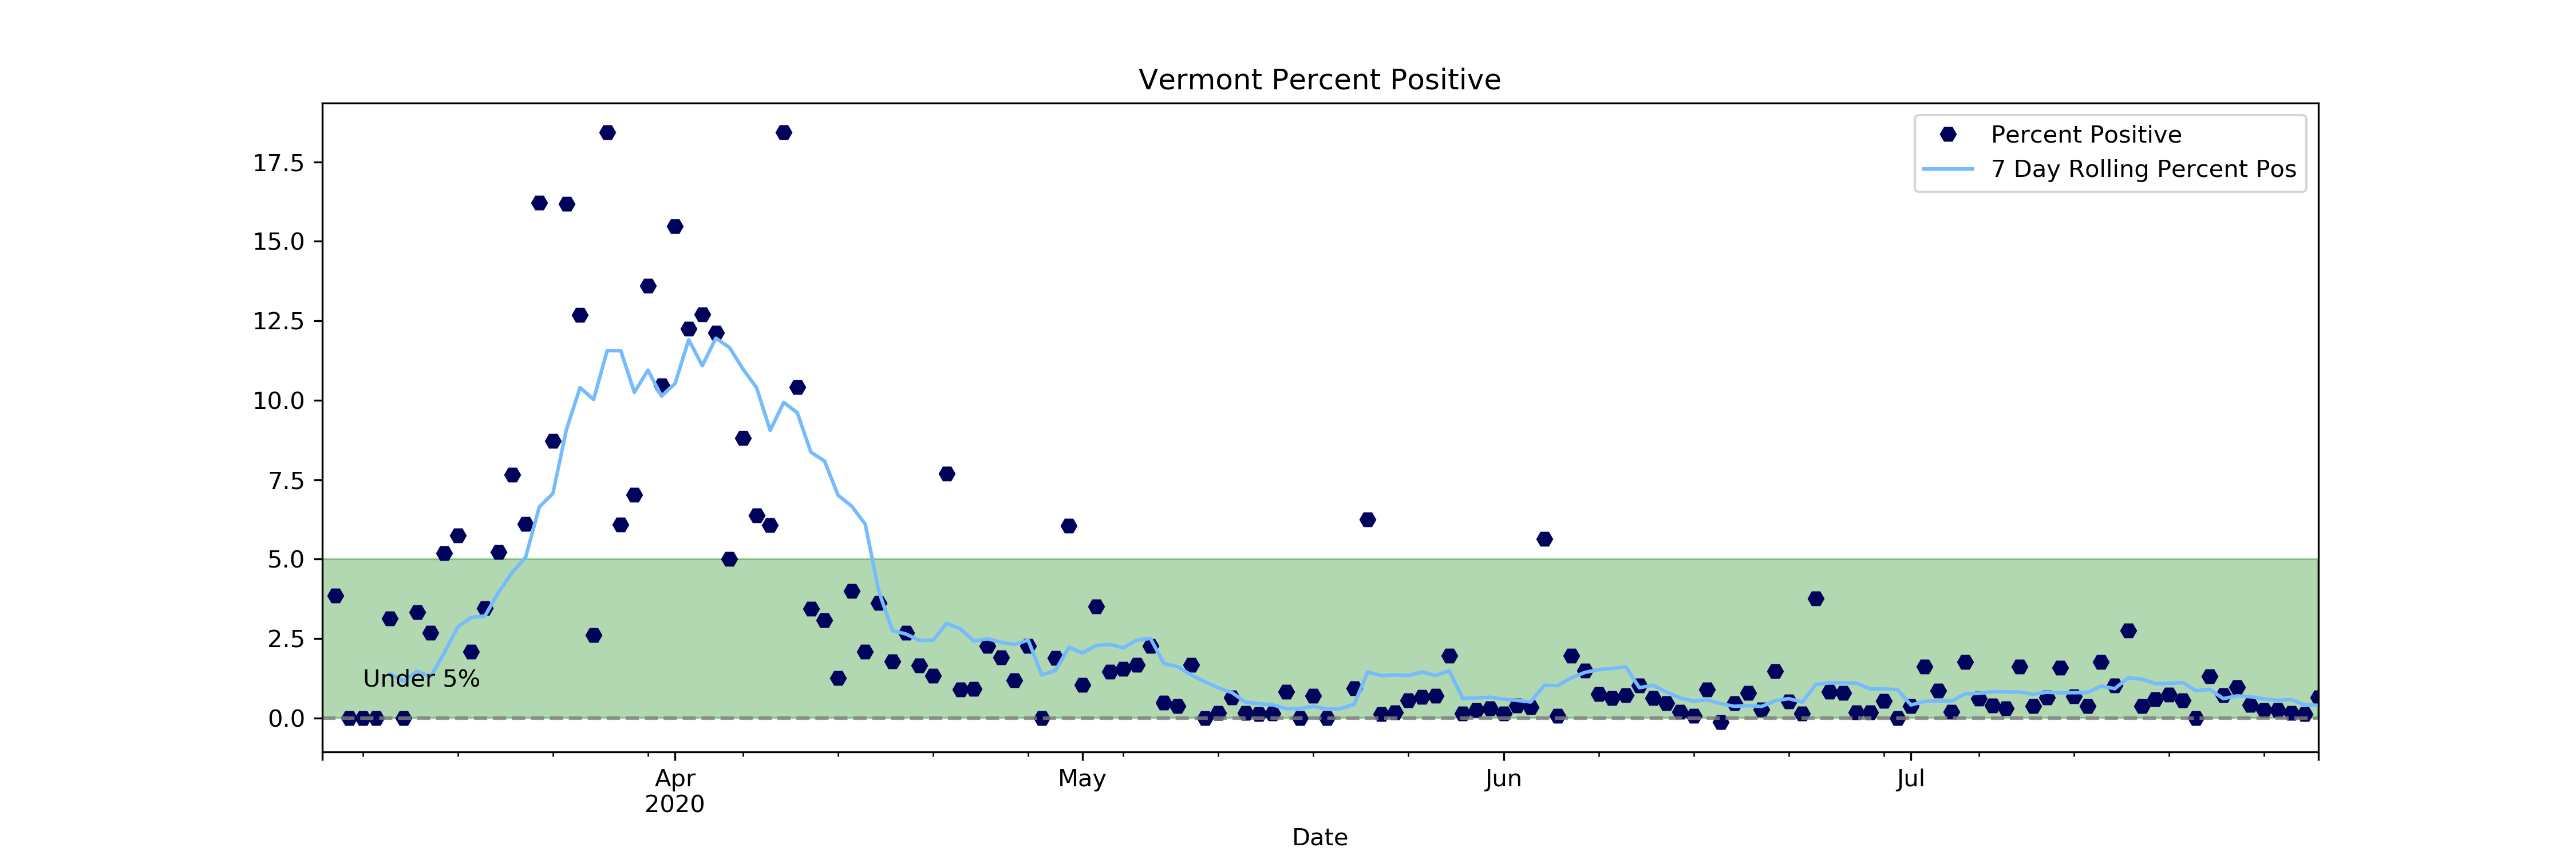 Vermont Percent Positive
Percent Positive
7 Day Rolling Percent Pos
17.5
15.0
12.5
10.0
7.5
5.0
2.5
0.0
Under 5%
Apr
2020
May
Jun
Jul
Date